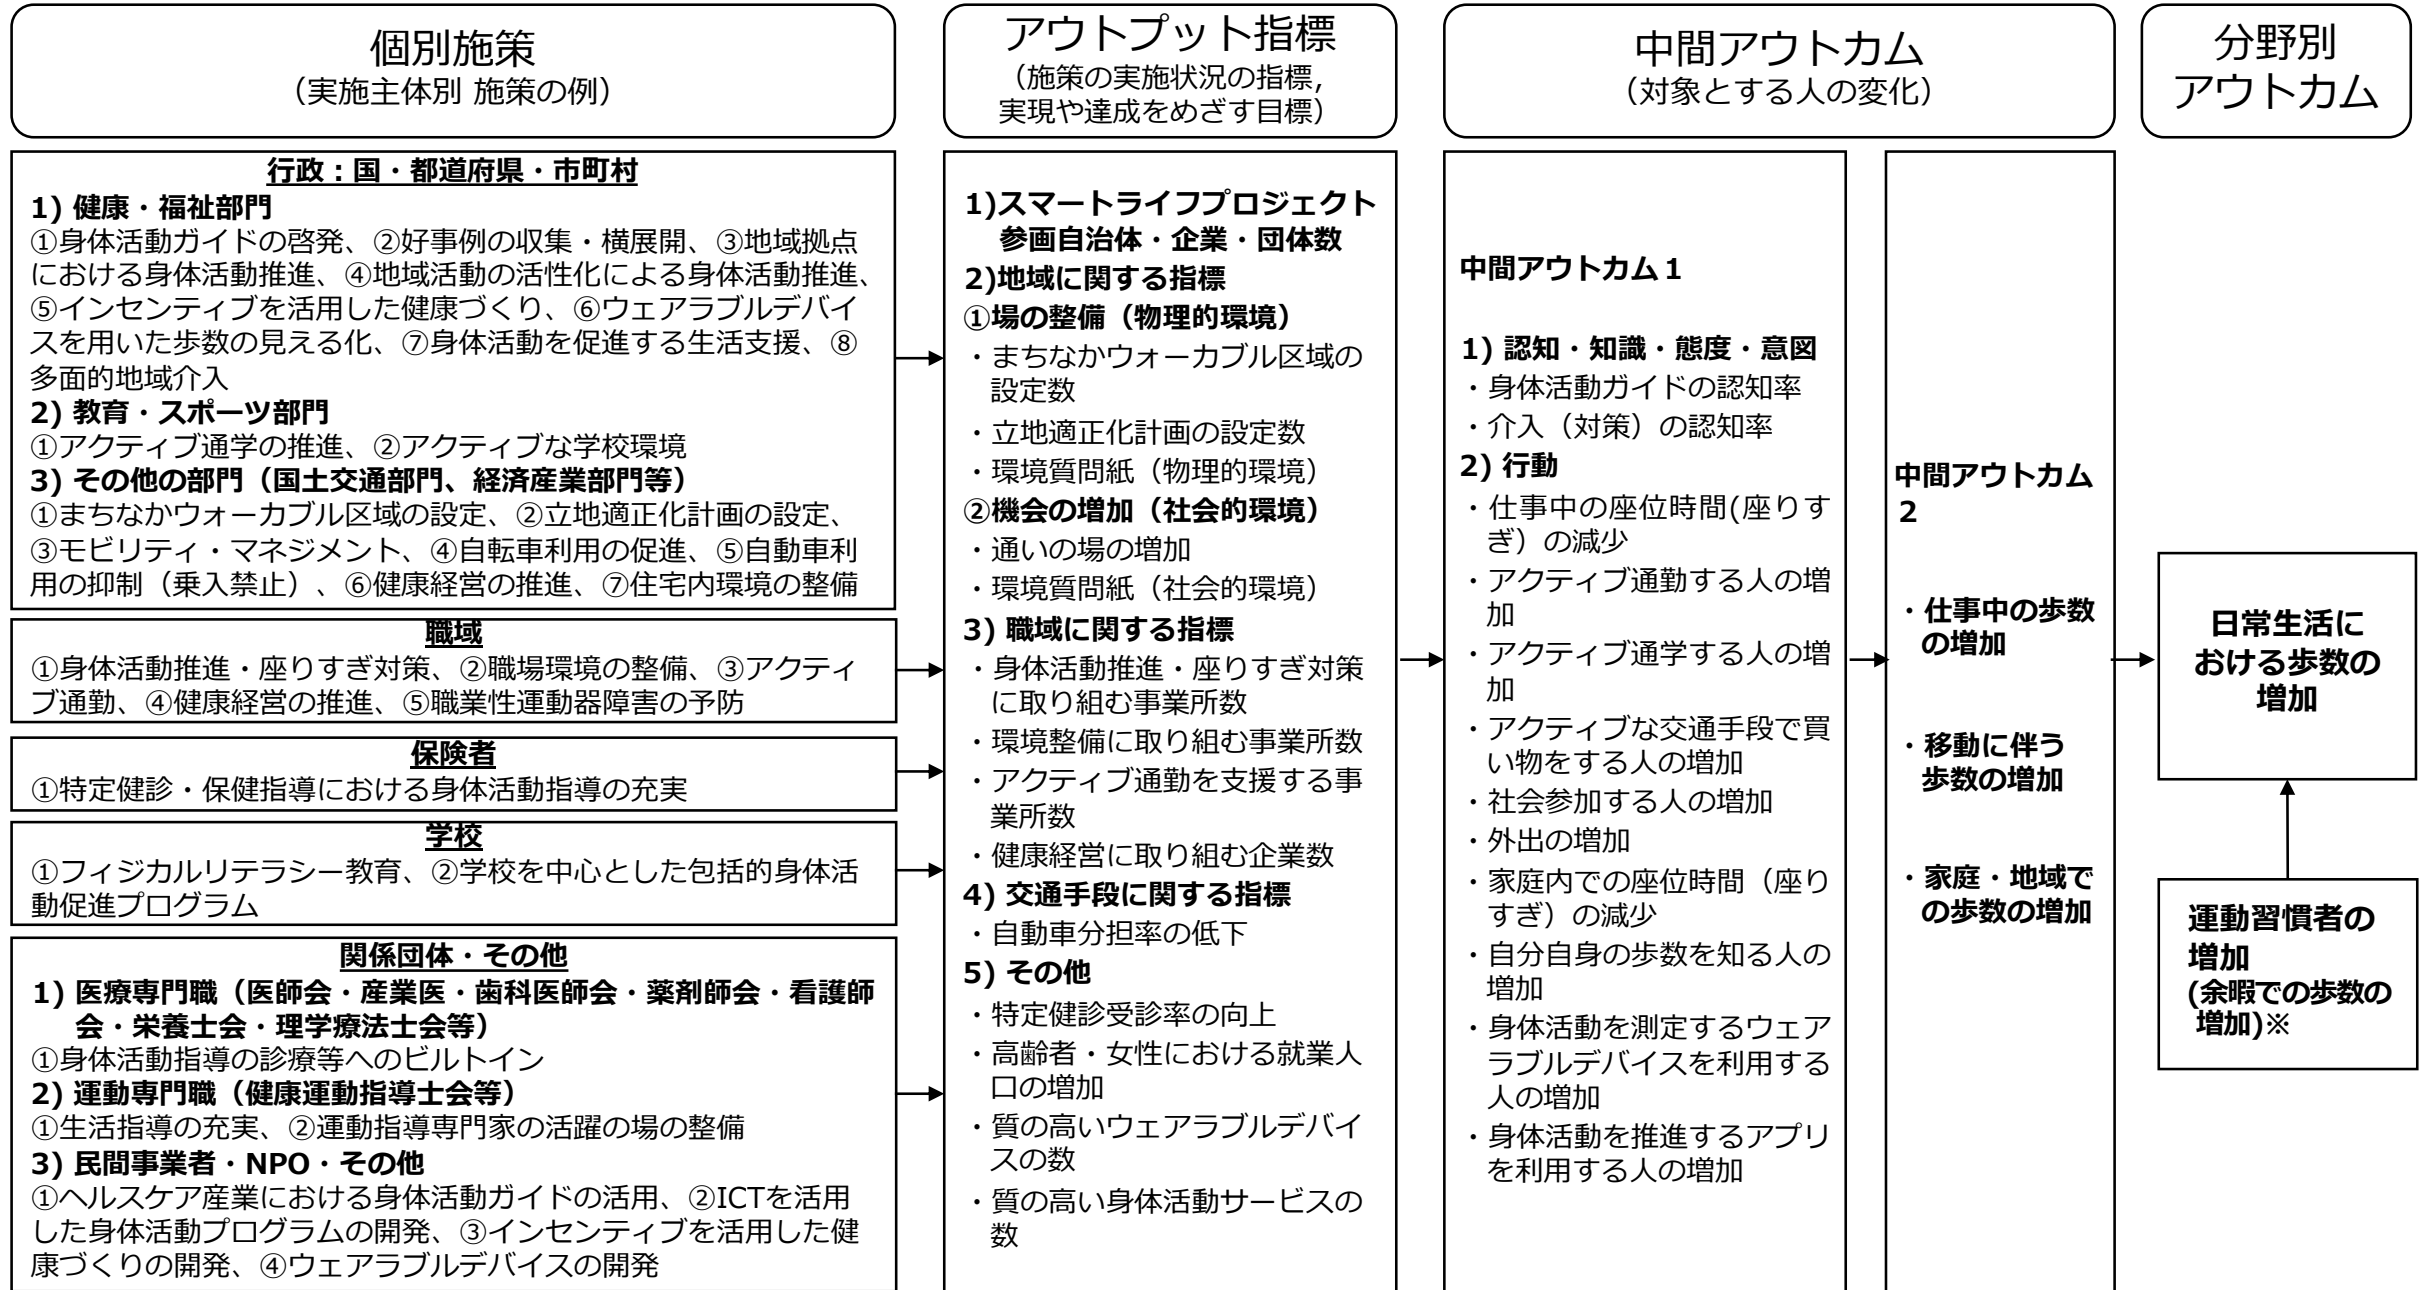 個別施策
（実施主体別 施策の例）
行政：国・都道府県・市町村
1) 健康・福祉部門
①身体活動ガイドの啓発、②好事例の収集・横展開、③地域拠点
における身体活動推進、④地域活動の活性化による身体活動推進、
⑤インセンティブを活用した健康づくり、⑥ウェアラブルデバイ
スを用いた歩数の見える化、⑦身体活動を促進する生活支援、⑧
多面的地域介入
2) 教育・スポーツ部門
①アクティブ通学の推進、②アクティブな学校環境
3) その他の部門（国土交通部門、経済産業部門等）
①まちなかウォーカブル区域の設定、②立地適正化計画の設定、
③モビリティ・マネジメント、④自転車利用の促進、⑤自動車利
用の抑制（乗入禁止）、⑥健康経営の推進、⑦住宅内環境の整備
職域
①身体活動推進・座りすぎ対策、②職場環境の整備、③アクティ
ブ通勤、④健康経営の推進、⑤職業性運動器障害の予防
保険者
①特定健診・保健指導における身体活動指導の充実
学校
①フィジカルリテラシー教育、②学校を中心とした包括的身体活
動促進プログラム
関係団体・その他
1) 医療専門職（医師会・産業医・歯科医師会・薬剤師会・看護師
会・栄養士会・理学療法士会等）
①身体活動指導の診療等へのビルトイン
2) 運動専門職（健康運動指導士会等）
①生活指導の充実、②運動指導専門家の活躍の場の整備
3) 民間事業者・NPO・その他
①ヘルスケア産業における身体活動ガイドの活用、②ICTを活用
した身体活動プログラムの開発、③インセンティブを活用した健
康づくりの開発、④ウェアラブルデバイスの開発
アウトプット指標
（施策の実施状況の指標,
実現や達成をめざす目標）
1)スマートライフプロジェクト
参画自治体・企業・団体数
2)地域に関する指標
①場の整備（物理的環境）
・まちなかウォーカブル区域の
設定数
・立地適正化計画の設定数
・環境質問紙（物理的環境）
②機会の増加（社会的環境）
・通いの場の増加
・環境質問紙（社会的環境）
3) 職域に関する指標
・身体活動推進・座りすぎ対策
に取り組む事業所数
・環境整備に取り組む事業所数
・アクティブ通勤を支援する事
業所数
・健康経営に取り組む企業数
4) 交通手段に関する指標
・自動車分担率の低下
5) その他
・特定健診受診率の向上
・高齢者・女性における就業人
口の増加
・質の高いウェアラブルデバイ
スの数
・質の高い身体活動サービスの
数
中間アウトカム
（対象とする人の変化）
中間アウトカム１
1) 認知・知識・態度・意図
・身体活動ガイドの認知率
・介入（対策）の認知率
2) 行動
・仕事中の座位時間(座りす
ぎ）の減少
・アクティブ通勤する人の増
加
・アクティブ通学する人の増
加
・アクティブな交通手段で買
い物をする人の増加
・社会参加する人の増加
・外出の増加
・家庭内での座位時間（座り
すぎ）の減少
・自分自身の歩数を知る人の
増加
・身体活動を測定するウェア
ラブルデバイスを利用する
人の増加
・身体活動を推進するアプリ
を利用する人の増加
中間アウトカム
2
・仕事中の歩数
の増加
・移動に伴う
歩数の増加
・家庭・地域で
の歩数の増加
分野別
アウトカム
日常生活に
おける歩数の
増加
運動習慣者の
増加
(余暇での歩数の
増加)※